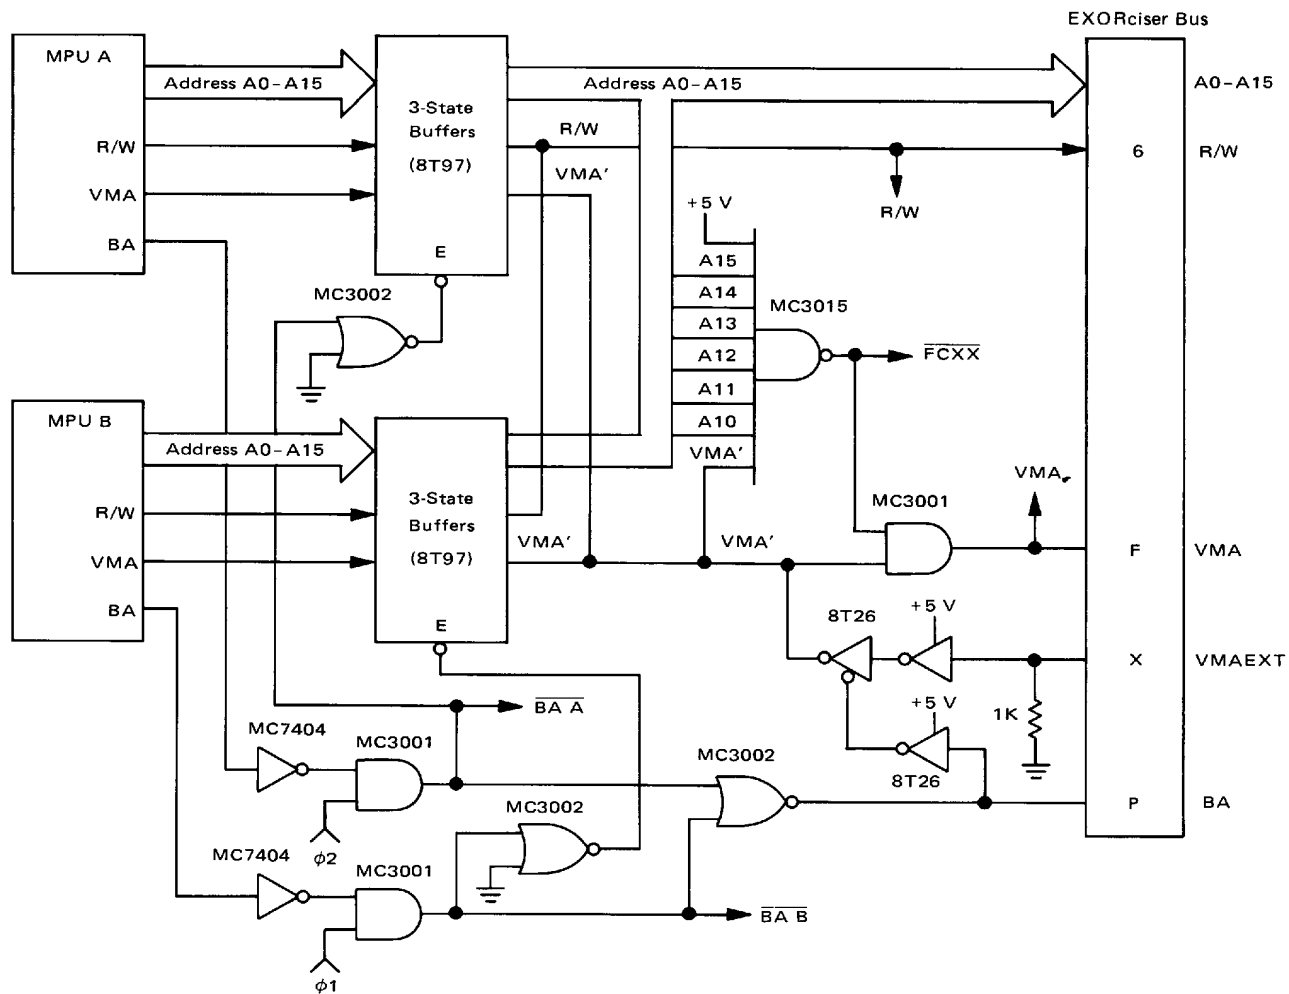 EXORciser Bus
MPU A
Address A0-A15
R/W
VMA
BA
3-State
Buffers
(8T97)
E
R/W
VMA'
Address A0-A15
A0-A15
6
R/W
R/W
+5 V
A15
A14
A13
A12
A11
A10
VMA'
MC3015
FCXX
MC3002
MPU B
Address A0-A15
R/W
VMA
BA
3-State
Buffers
(8T97)
E
VMA'
VMA'
MC3001
VMA
F
VMA
8T26
+5 V
X
VMAEXT
1K
+5 V
8T26
BA A
MC7404
MC3001
φ2
MC3002
MC3002
P
BA
MC7404
MC3001
φ1
BA B